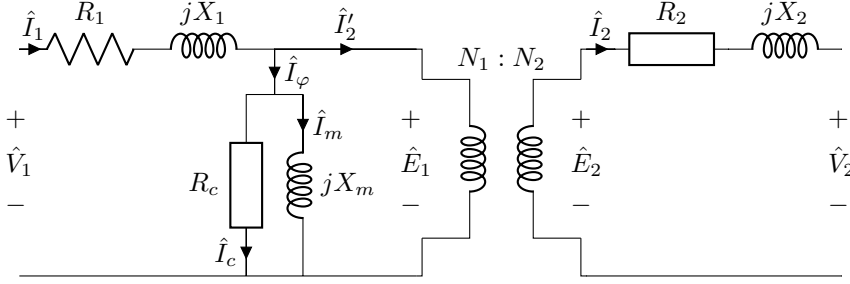 Î₁ R₁ jX₁ Î′₂ Î₂ R₂ jX₂
N₁ : N₂
Î_φ
Î_m
+ + + +
V̂₁ R_c jX_m Ê₁ Ê₂ V̂₂
− − − −
Î_c